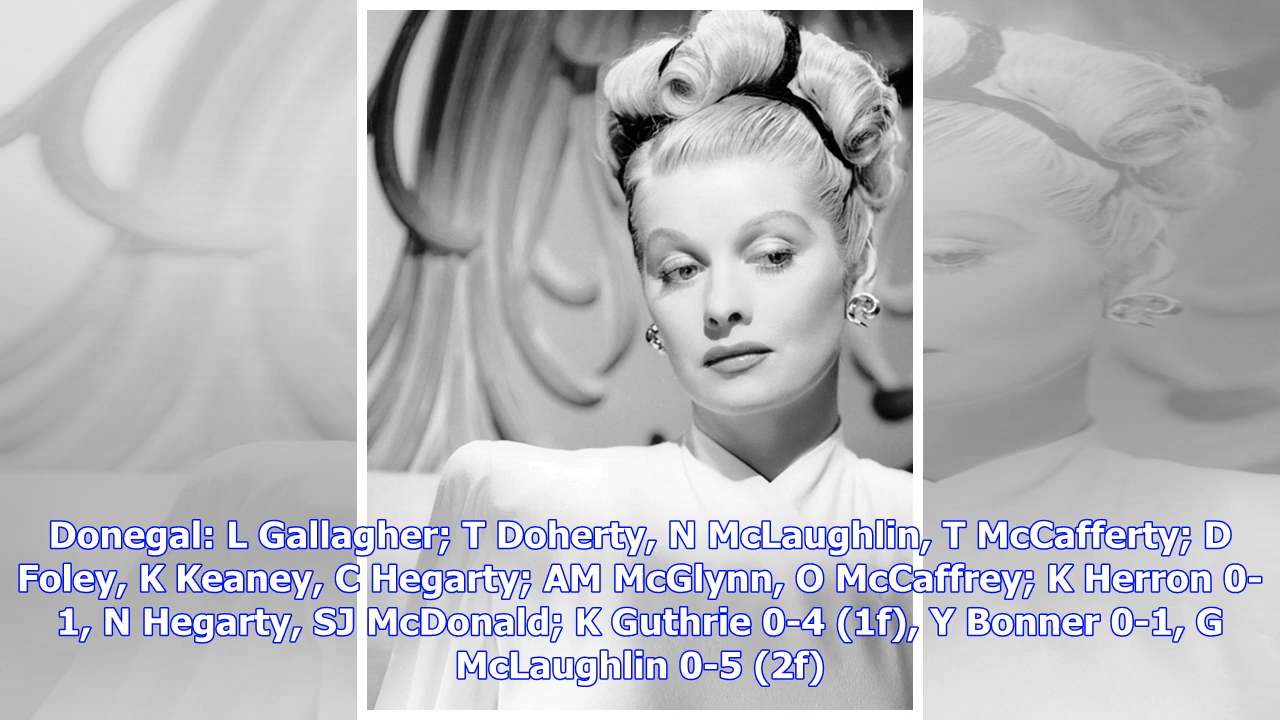 Donegal: L Gallagher; T Doherty, N McLaughlin, T McCafferty; D
Foley, K Keaney, C Hegarty; AM McGlynn, O McCaffrey; K Herron 0-
1, N Hegarty, SJ McDonald; K Guthrie 0-4 (1f), Y Bonner 0-1, G
McLaughlin 0-5 (2f)